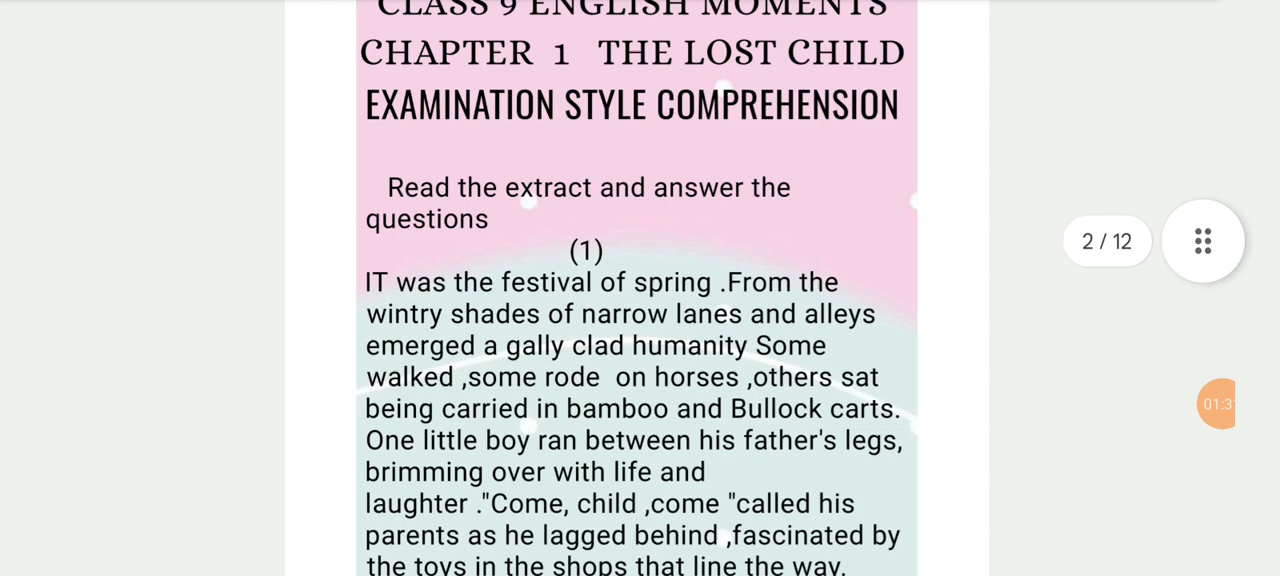 CLASS 9 ENGLISH MOMENTS
CHAPTER 1 THE LOST CHILD
EXAMINATION STYLE COMPREHENSION
Read the extract and answer the
questions
(1)
IT was the festival of spring .From the
wintry shades of narrow lanes and alleys
emerged a gally clad humanity Some
walked ,some rode on horses ,others sat
being carried in bamboo and Bullock carts.
One little boy ran between his father's legs,
brimming over with life and
laughter ."Come, child ,come "called his
parents as he lagged behind ,fascinated by
the toys in the shops that line the way.
2 / 12
01:31